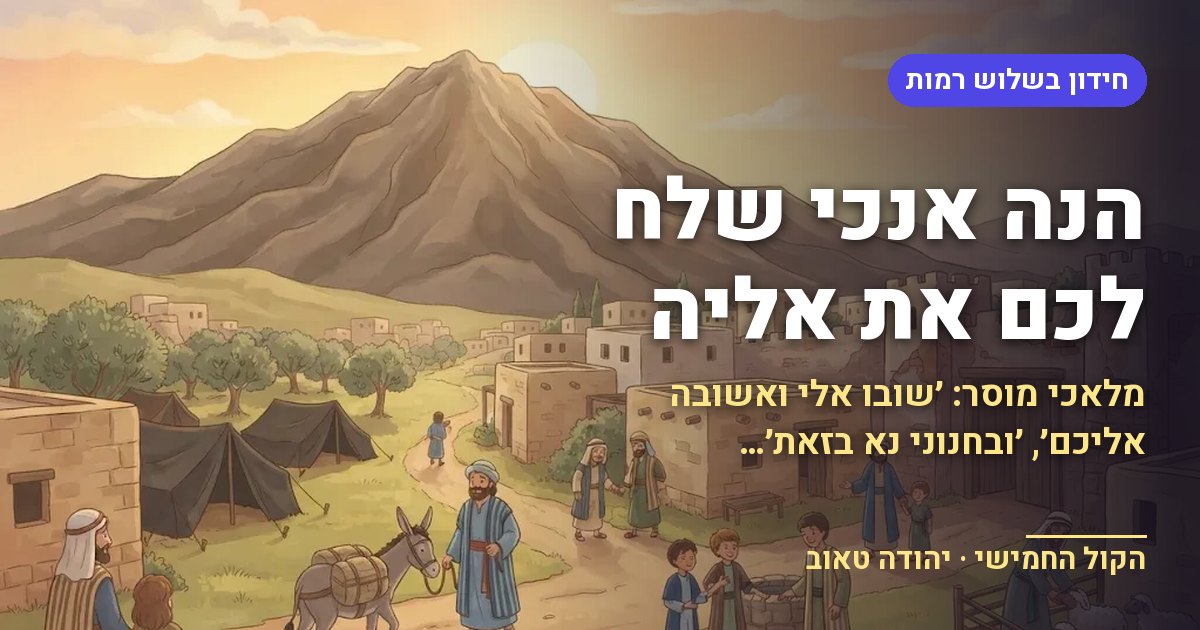 חידון בשלוש רמות
הנה אנכי שלח
לכם את אליה
מלאכי מוסר: ׳שובו אלי ואשובה
אליכם׳, ׳ובחנוני נא בזאת׳...
הקול החמישי · יהודה טאוב